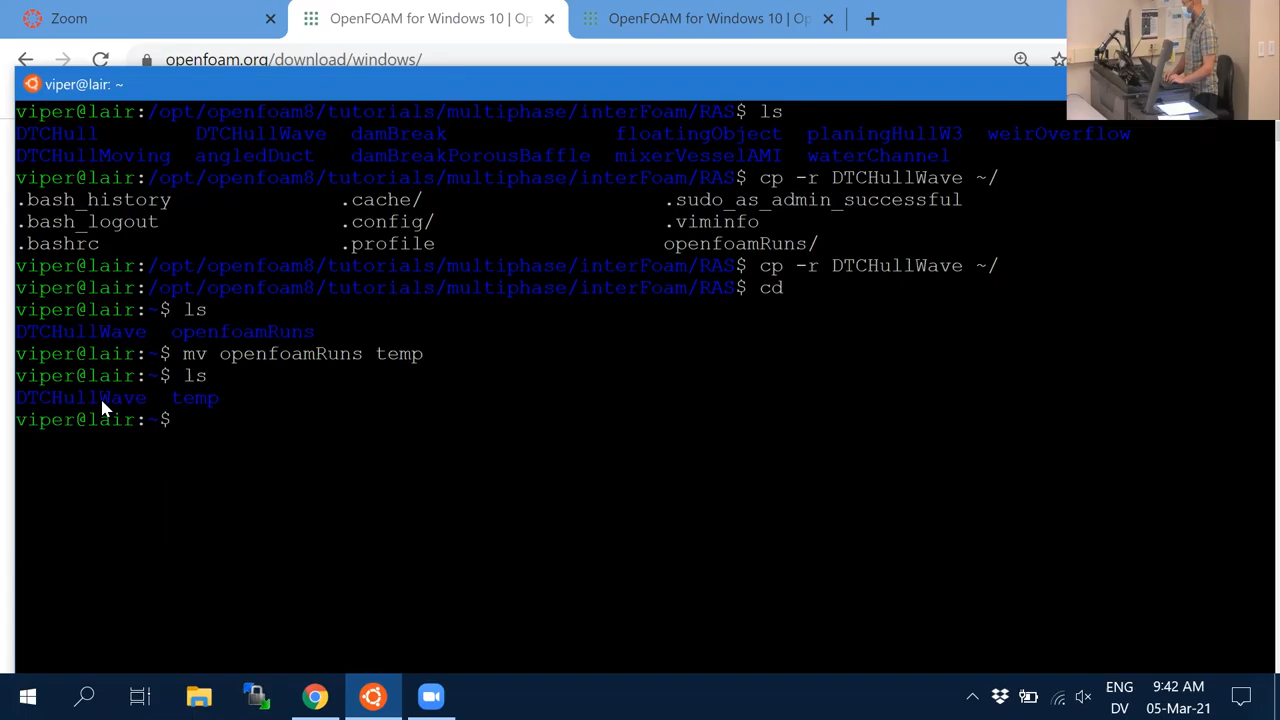 Zoom
OpenFOAM for Windows 10 | Op
OpenFOAM for Windows 10 | Op
openfoam.org/download/windows/
viper@lair: ~
viper@lair:/opt/openfoam8/tutorials/multiphase/interFoam/RAS$ ls
DTCHull DTCHullWave damBreak floatingObject planingHullW3 weirOverflow
DTCHullMoving angledDuct damBreakPorousBaffle mixerVesselAMI waterChannel
viper@lair:/opt/openfoam8/tutorials/multiphase/interFoam/RAS$ cp -r DTCHullWave ~/
.bash_history .cache/ .sudo_as_admin_successful
.bash_logout .config/ .viminfo
.bashrc .profile openfoamRuns/
viper@lair:/opt/openfoam8/tutorials/multiphase/interFoam/RAS$ cp -r DTCHullWave ~/
viper@lair:/opt/openfoam8/tutorials/multiphase/interFoam/RAS$ cd
viper@lair:~$ ls
DTCHullWave openfoamRuns
viper@lair:~$ mv openfoamRuns temp
viper@lair:~$ ls
DTCHullWave temp
viper@lair:~$
ENG 9:42 AM
DV 05-Mar-21